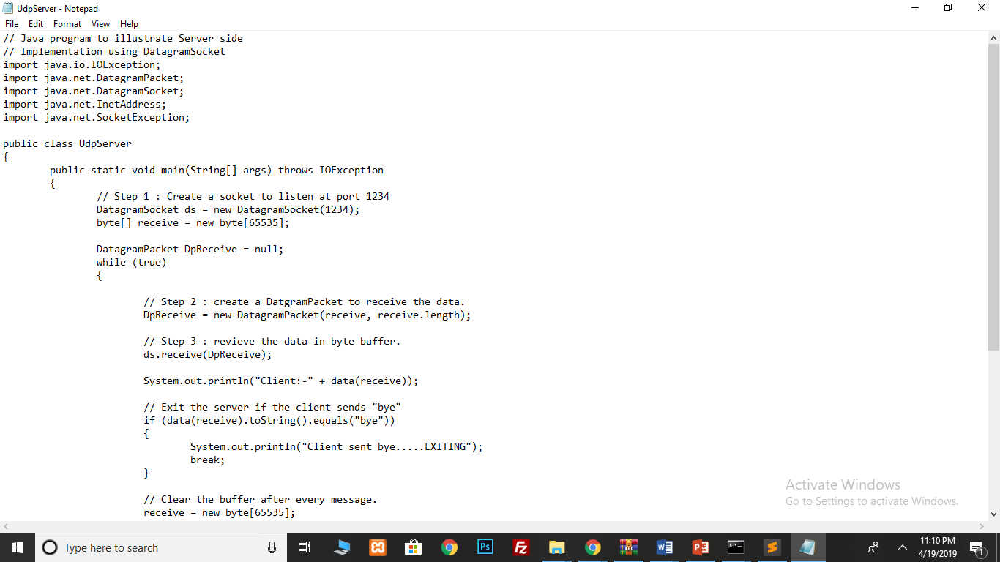 UdpServer - Notepad
File Edit Format View Help
// Java program to illustrate Server side
// Implementation using DatagramSocket
import java.io.IOException;
import java.net.DatagramPacket;
import java.net.DatagramSocket;
import java.net.InetAddress;
import java.net.SocketException;
public class UdpServer
{
public static void main(String[] args) throws IOException
{
// Step 1 : Create a socket to listen at port 1234
DatagramSocket ds = new DatagramSocket(1234);
byte[] receive = new byte[65535];
DatagramPacket DpReceive = null;
while (true)
{
// Step 2 : create a DatgramPacket to receive the data.
DpReceive = new DatagramPacket(receive, receive.length);
// Step 3 : revieve the data in byte buffer.
ds.receive(DpReceive);
System.out.println("Client:-" + data(receive));
// Exit the server if the client sends "bye"
if (data(receive).toString().equals("bye"))
{
System.out.println("Client sent bye.....EXITING");
break;
}
// Clear the buffer after every message.
receive = new byte[65535];
Activate Windows
Go to Settings to activate Windows.
Type here to search
Ps
11:10 PM
4/19/2019
1